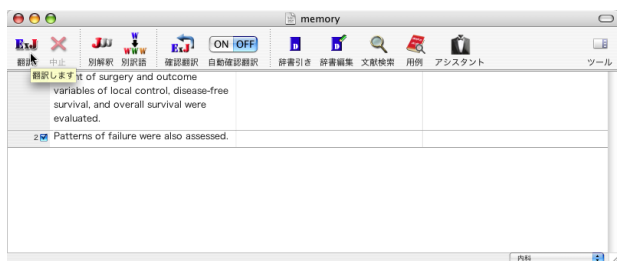 memory
E x J J W WWW E x J ON OFF
翻訳 中止 別解釈 別訳語 確認翻訳 自動確認翻訳 辞書引き 辞書編集 文献検索 用例 アシスタント ツール
翻訳します
nt of surgery and outcome
variables of local control, disease-free
survival, and overall survival were
evaluated.
2 Patterns of failure were also assessed.
内科